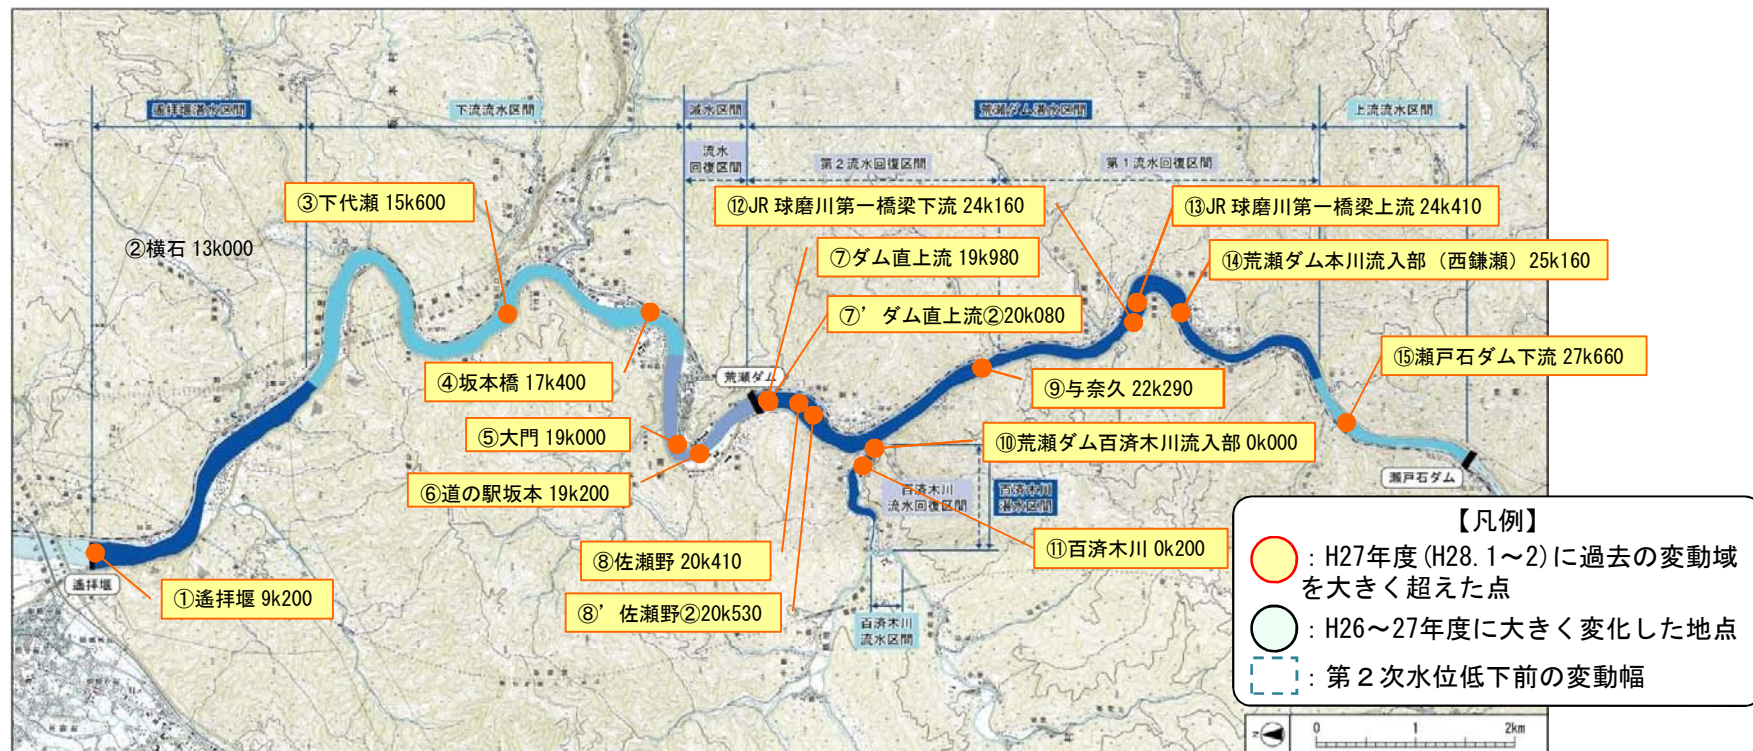 遙拝堰湛水区間
下流流水区間
減水区間
荒瀬ダム湛水区間
上流流水区間
流水
回復区間
第2流水回復区間
第1流水回復区間
③下代瀬 15k600
②横石 13k000
⑫JR 球磨川第一橋梁下流 24k160
⑬JR 球磨川第一橋梁上流 24k410
⑦ダム直上流 19k980
⑭荒瀬ダム本川流入部（西鎌瀬）25k160
⑦’ダム直上流②20k080
④坂本橋 17k400
荒瀬ダム
⑨与奈久 22k290
⑮瀬戸石ダム下流 27k660
⑤大門 19k000
⑩荒瀬ダム百済木川流入部 0k000
⑥道の駅坂本 19k200
百済木川
流水回復区間
百済木川
湛水区間
瀬戸石ダム
⑧佐瀬野 20k410
⑪百済木川 0k200
⑧’佐瀬野②20k530
百済木川
流水区間
遙拝堰
①遙拝堰 9k200
【凡例】
：H27年度(H28.1～2)に過去の変動域
を大きく超えた点
：H26～27年度に大きく変化した地点
：第２次水位低下前の変動幅
N
0 1 2km